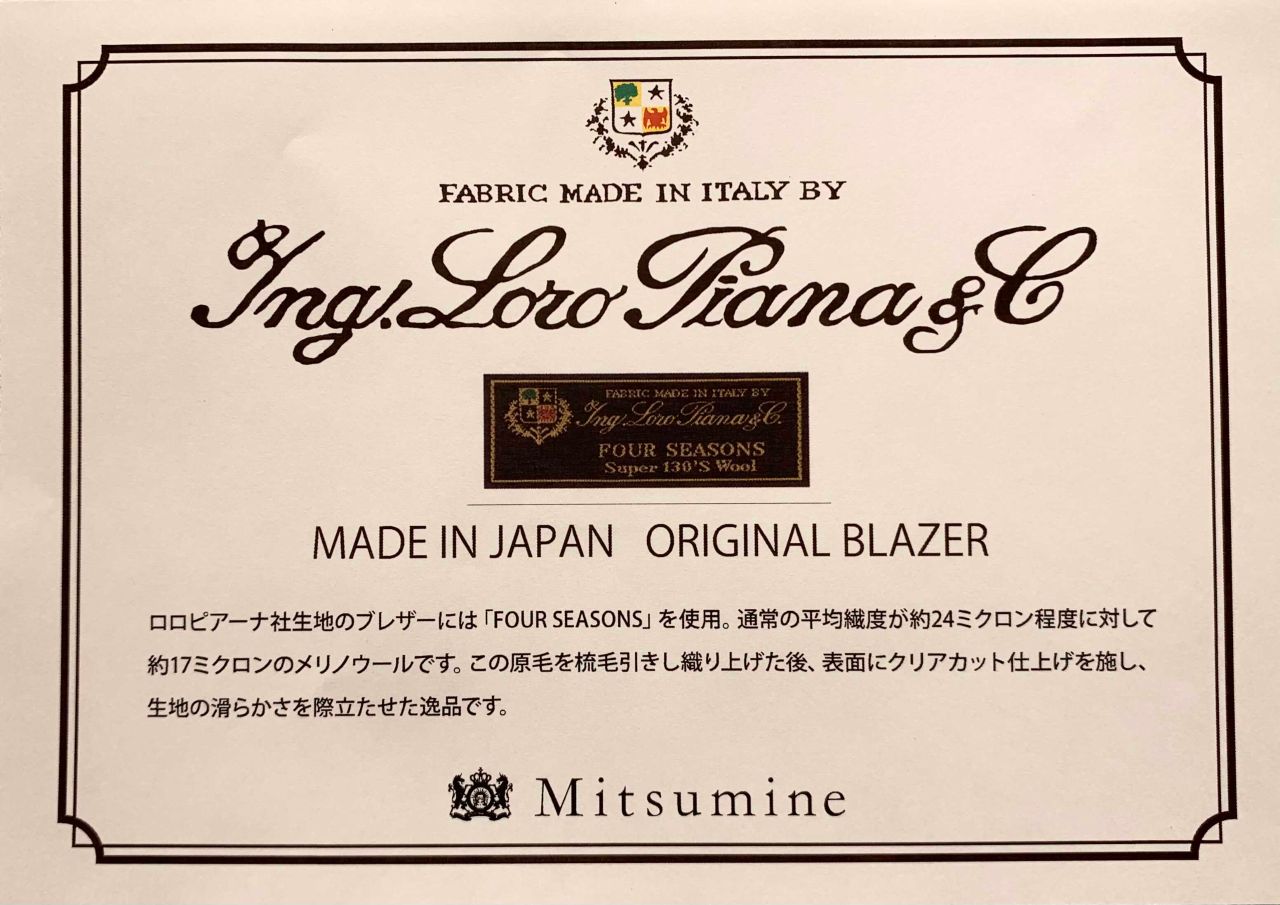 FABRIC MADE IN ITALY BY
Ing. Loro Piana & C
FABRIC MADE IN ITALY BY
Ing. Loro Piana & C.
FOUR SEASONS
Super 130'S Wool
MADE IN JAPAN ORIGINAL BLAZER
ロロピアーナ社生地のブレザーには「FOUR SEASONS」を使用。通常の平均繊度が約24ミクロン程度に対して
約17ミクロンのメリノウールです。この原毛を梳毛引きし織り上げた後、表面にクリアカット仕上げを施し、
生地の滑らかさを際立たせた逸品です。
Mitsumine